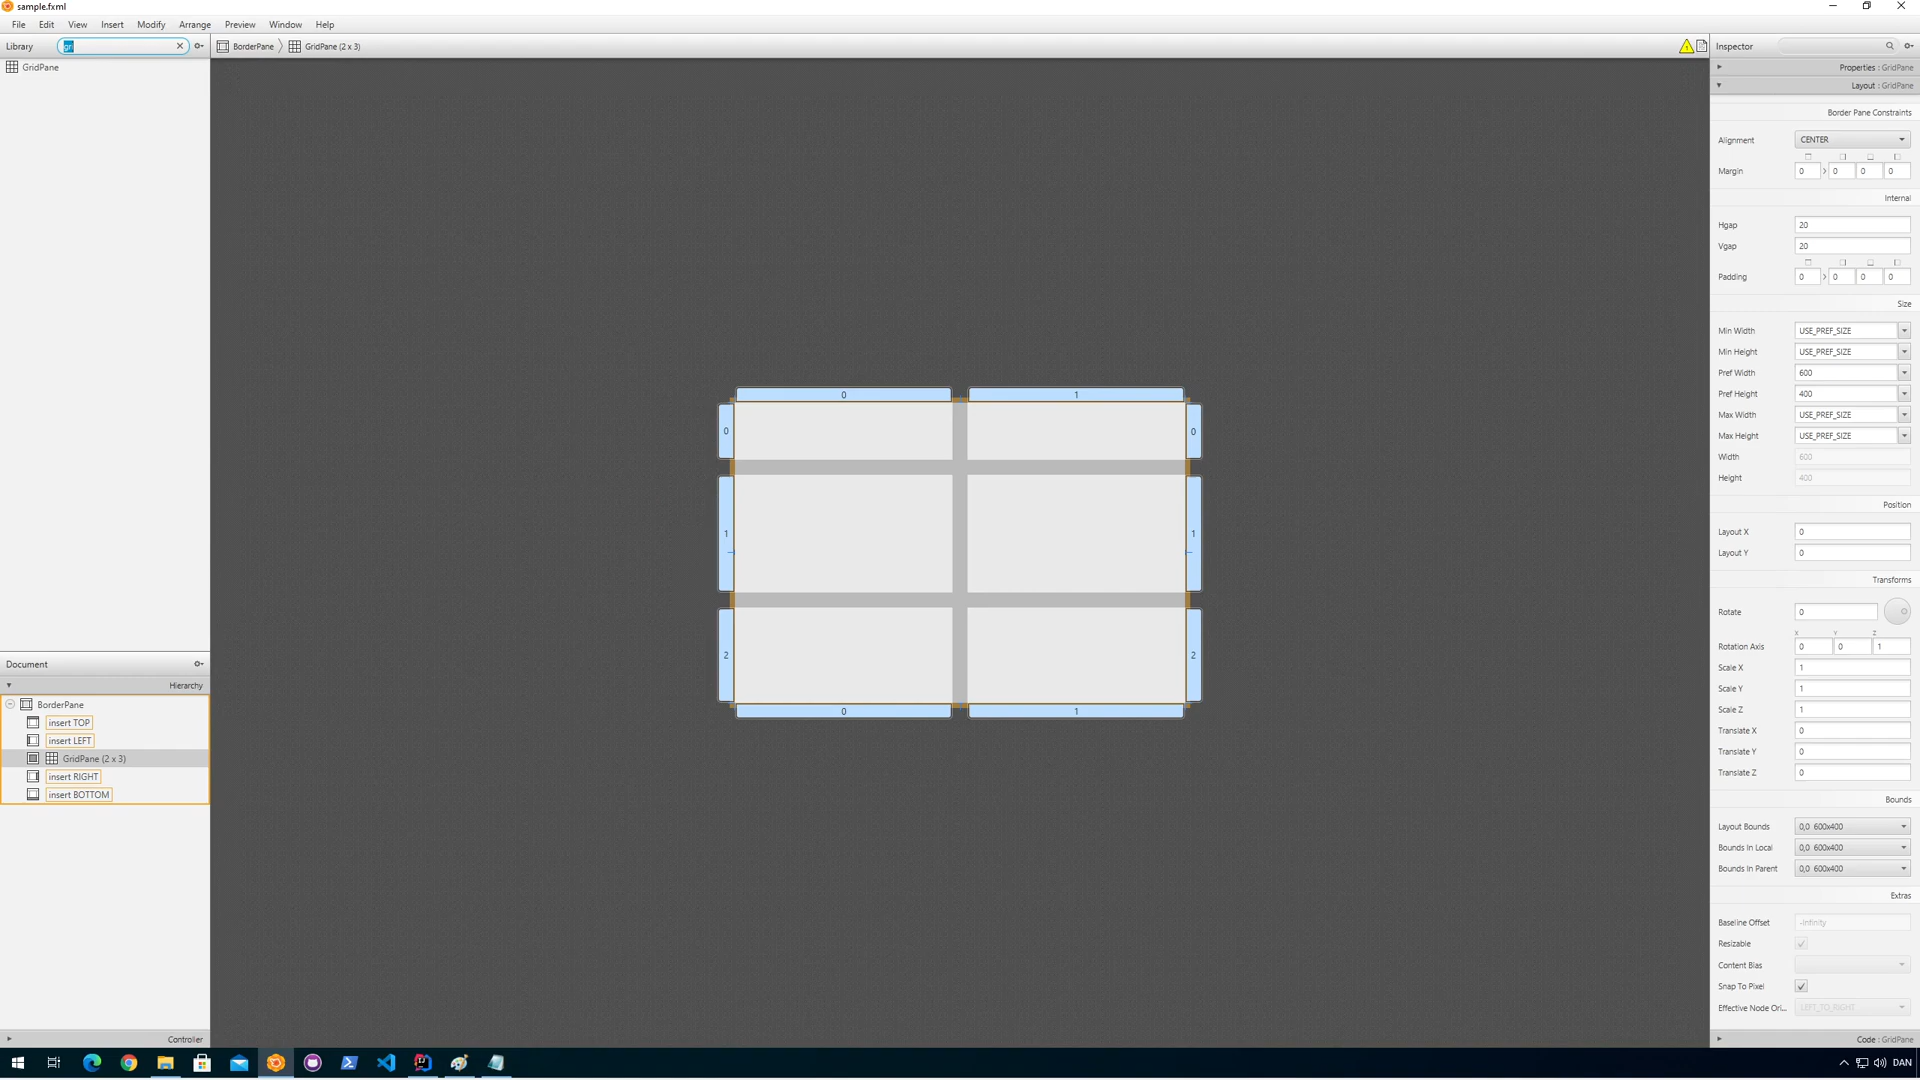 sample.fxml
File Edit View Insert Modify Arrange Preview Window Help
Library gri
BorderPane GridPane (2 x 3)
GridPane
Inspector
Properties : GridPane
Layout : GridPane
Border Pane Constraints
Alignment CENTER
Margin 0 0 0 0
Internal
Hgap 20
Vgap 20
Padding 0 0 0 0
Size
Min Width USE_PREF_SIZE
Min Height USE_PREF_SIZE
Pref Width 600
Pref Height 400
Max Width USE_PREF_SIZE
Max Height USE_PREF_SIZE
Width 600
Height 400
Position
Layout X 0
Layout Y 0
Transforms
Rotate 0
X Y Z
Rotation Axis 0 0 1
Scale X 1
Scale Y 1
Scale Z 1
Translate X 0
Translate Y 0
Translate Z 0
Bounds
Layout Bounds 0,0 600x400
Bounds In Local 0,0 600x400
Bounds In Parent 0,0 600x400
Extras
Baseline Offset -Infinity
Resizable
Content Bias
Snap To Pixel
Effective Node Ori... LEFT_TO_RIGHT
Code : GridPane
0 1
0 0
1 1
2 2
0 1
Document
Hierarchy
BorderPane
insert TOP
insert LEFT
GridPane (2 x 3)
insert RIGHT
insert BOTTOM
Controller
DAN